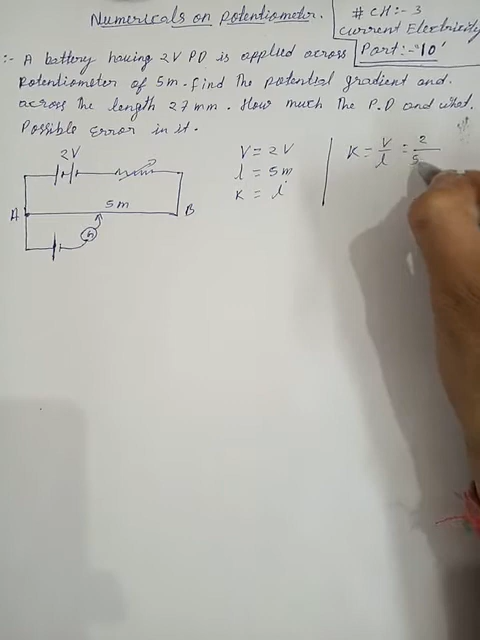 Numericals on potentiometer.
# CH:- 3
Current Electricity
Part:- "10"
:- A battery having 2V PD is applied across
Potentiometer of 5m. find the potential gradient and
across the length 27mm. How much the P.D and what
Possible Error in it.
2V
A
5m
B
V = 2V
l = 5m
K = l
K = V/l = 2/5